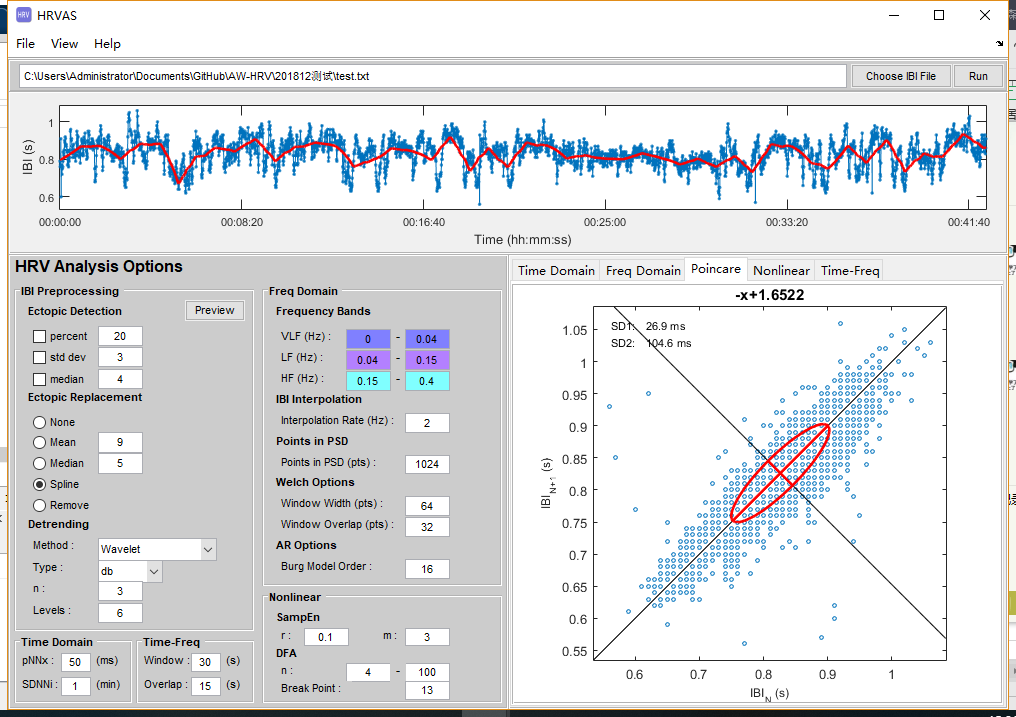 HRV HRVAS
File View Help
C:\Users\Administrator\Documents\GitHub\AW-HRV\201812测试\test.txt Choose IBI File Run
IBI (s)
1
0.8
0.6
00:00:00 00:08:20 00:16:40 00:25:00 00:33:20 00:41:40
Time (hh:mm:ss)
HRV Analysis Options
IBI Preprocessing
Ectopic Detection Preview
percent 20
std dev 3
median 4
Ectopic Replacement
None
Mean 9
Median 5
Spline
Remove
Detrending
Method : Wavelet
Type : db
n : 3
Levels : 6
Time Domain
pNNx : 50 (ms)
SDNNi : 1 (min)
Time-Freq
Window : 30 (s)
Overlap : 15 (s)
Freq Domain
Frequency Bands
VLF (Hz) : 0 - 0.04
LF (Hz) : 0.04 - 0.15
HF (Hz) : 0.15 - 0.4
IBI Interpolation
Interpolation Rate (Hz) : 2
Points in PSD
Points in PSD (pts) : 1024
Welch Options
Window Width (pts) : 64
Window Overlap (pts) : 32
AR Options
Burg Model Order : 16
Nonlinear
SampEn
r : 0.1 m : 3
DFA
n : 4 - 100
Break Point : 13
Time Domain Freq Domain Poincare Nonlinear Time-Freq
-x+1.6522
SD1: 26.9 ms
SD2: 104.6 ms
1.05
1
0.95
0.9
0.85
0.8
0.75
0.7
0.65
0.6
0.55
IBI N+1 (s)
0.6 0.7 0.8 0.9 1
IBI N (s)